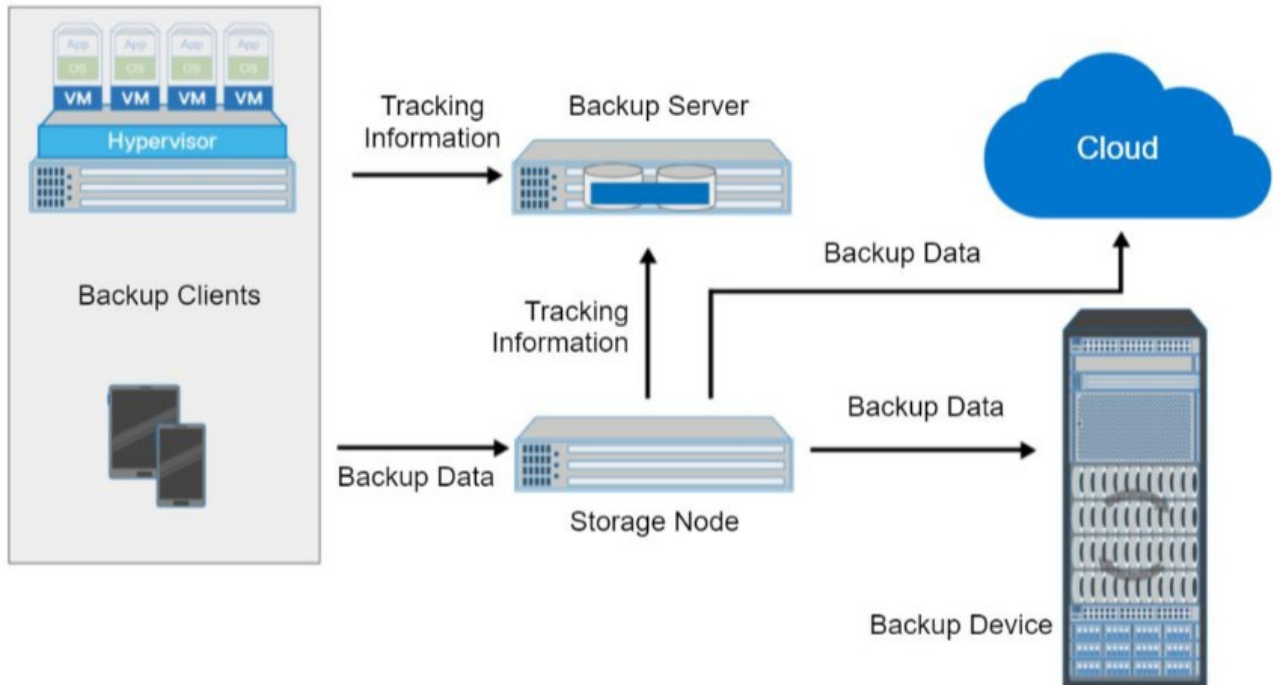 App App App App
OS OS OS OS
VM VM VM VM
Hypervisor
Backup Clients
Tracking
Information
Backup Server
Cloud
Backup Data
Tracking
Information
Backup Data
Backup Data
Storage Node
Backup Device